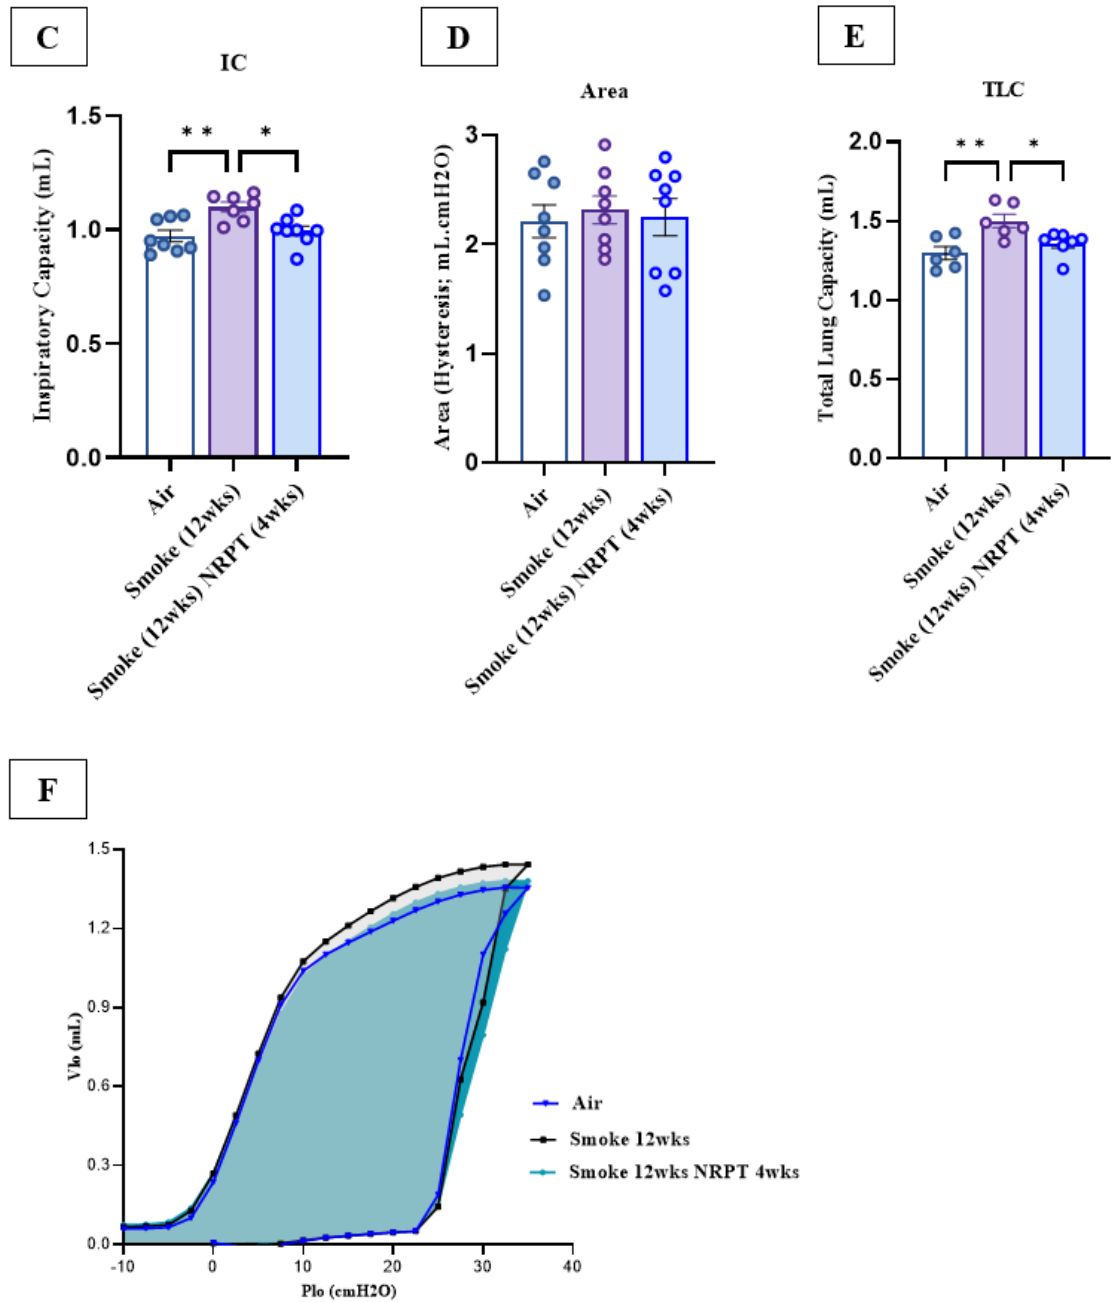 C
D
E
IC
Area
TLC
Inspiratory Capacity (mL)
1.5
1.0
0.5
0.0
* *
*
Air
Smoke (12wks)
Smoke (12wks) NRPT (4wks)
Area (Hysteresis; mL.cmH2O)
3
2
1
0
Air
Smoke (12wks)
Smoke (12wks) NRPT (4wks)
Total Lung Capacity (mL)
2.0
1.5
1.0
0.5
0.0
* *
*
Air
Smoke (12wks)
Smoke (12wks) NRPT (4wks)
F
Vlo (mL)
1.5
1.2
0.9
0.6
0.3
0.0
-10
0
10
20
30
40
Plo (cmH2O)
Air
Smoke 12wks
Smoke 12wks NRPT 4wks